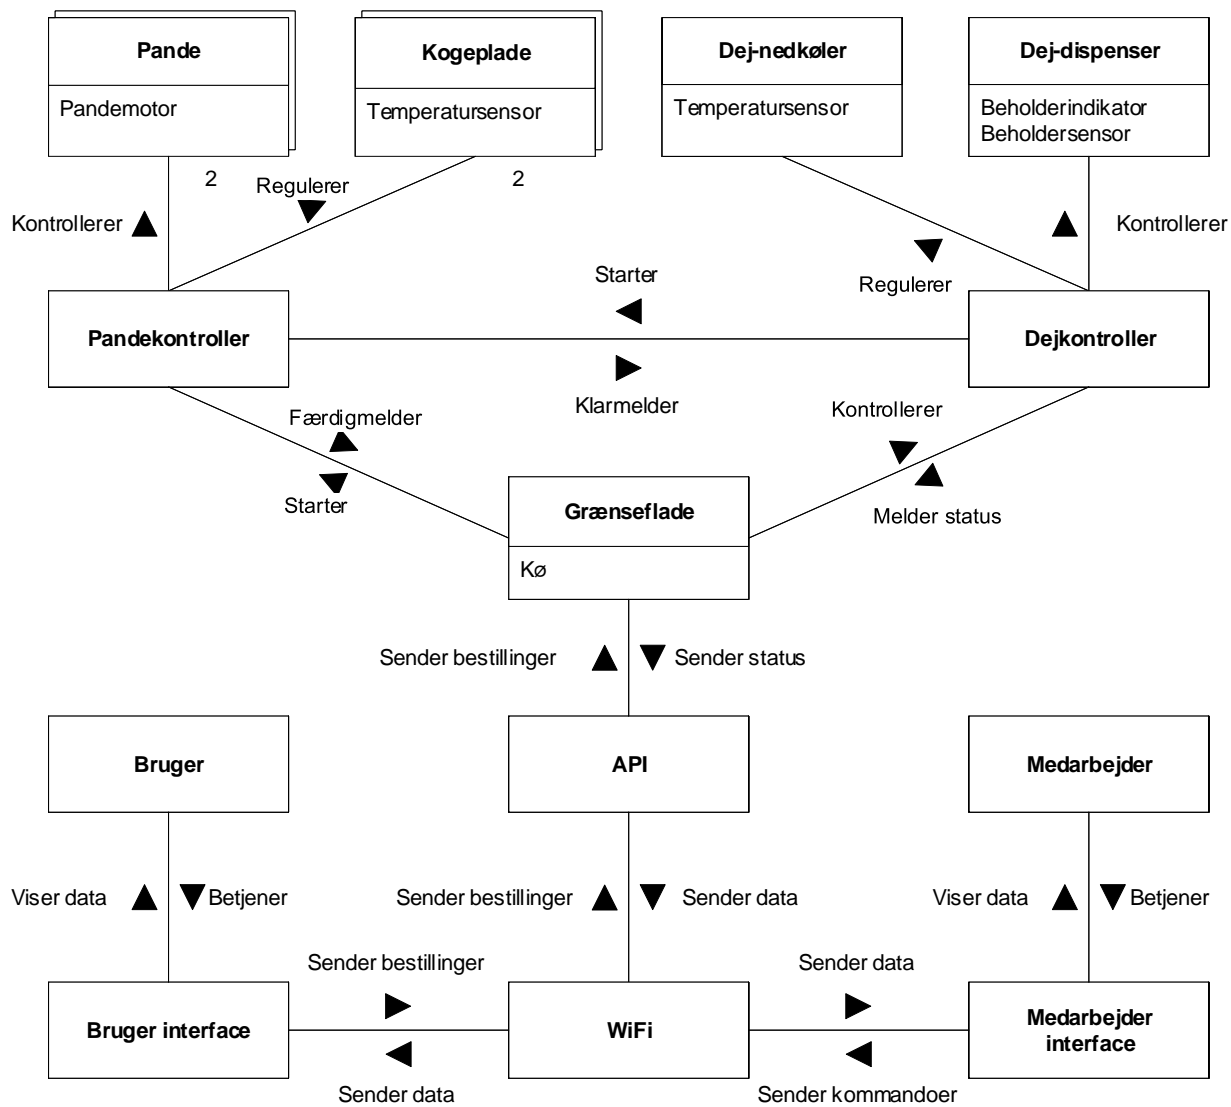 Pande
Kogeplade
Dej-nedkøler
Dej-dispenser
Pandemotor
Temperatursensor
Temperatursensor
Beholderindikator
Beholdersensor
2
2
Regulerer
Kontrollerer
Kontrollerer
Regulerer
Starter
Pandekontroller
Dejkontroller
Klarmelder
Færdigmelder
Kontrollerer
Starter
Melder status
Grænseflade
Kø
Sender bestillinger
Sender status
Bruger
API
Medarbejder
Viser data
Betjener
Sender bestillinger
Sender data
Viser data
Betjener
Sender bestillinger
Sender data
Bruger interface
WiFi
Medarbejder
interface
Sender data
Sender kommandoer